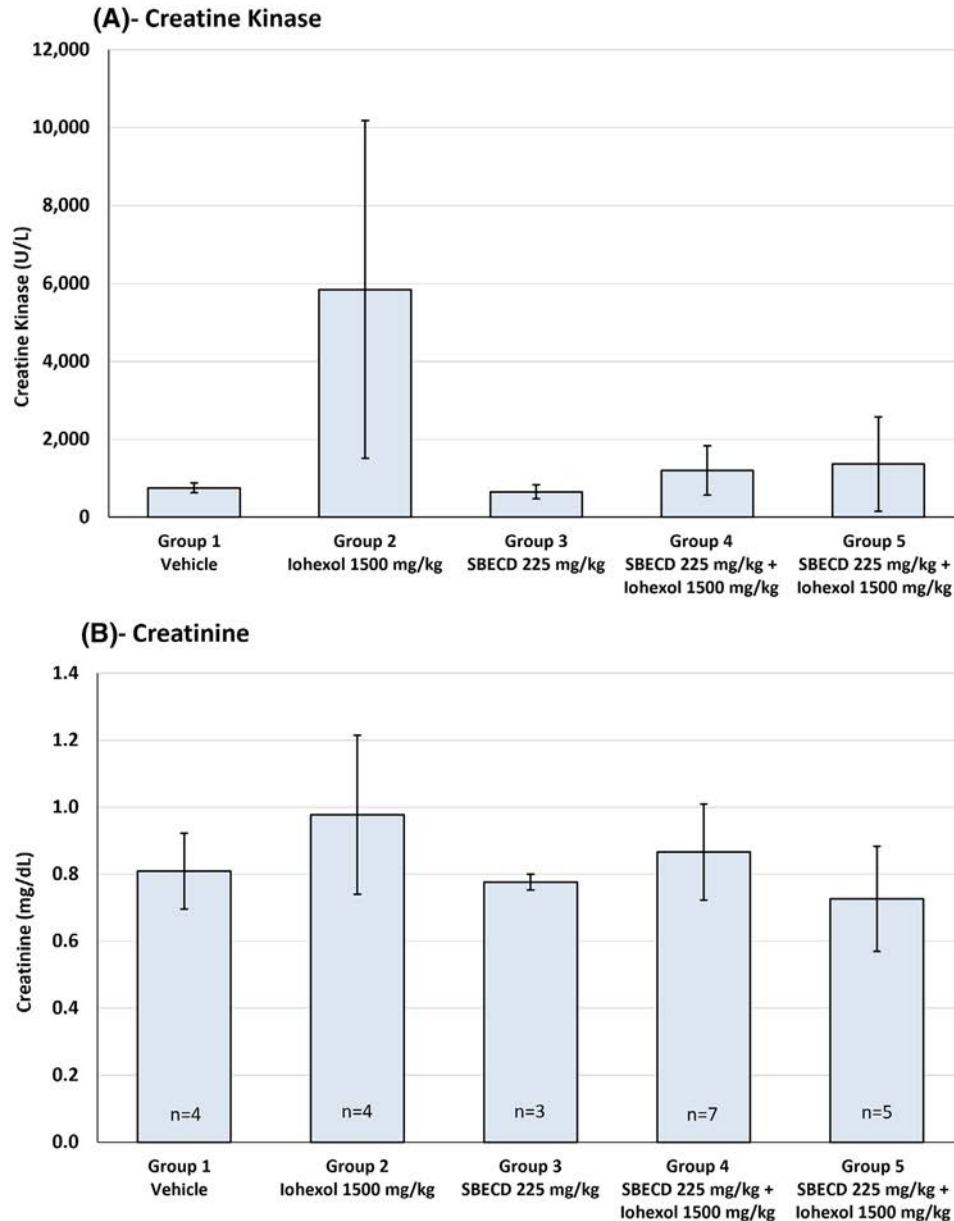 (A)- Creatine Kinase
12,000
10,000
8,000
6,000
4,000
2,000
0
Creatine Kinase (U/L)
Group 1 Group 2 Group 3 Group 4 Group 5
Vehicle Iohexol 1500 mg/kg SBECD 225 mg/kg SBECD 225 mg/kg + SBECD 225 mg/kg +
Iohexol 1500 mg/kg Iohexol 1500 mg/kg
(B)- Creatinine
1.4
1.2
1.0
0.8
0.6
0.4
0.2
0.0
Creatinine (mg/dL)
n=4 n=4 n=3 n=7 n=5
Group 1 Group 2 Group 3 Group 4 Group 5
Vehicle Iohexol 1500 mg/kg SBECD 225 mg/kg SBECD 225 mg/kg + SBECD 225 mg/kg +
Iohexol 1500 mg/kg Iohexol 1500 mg/kg